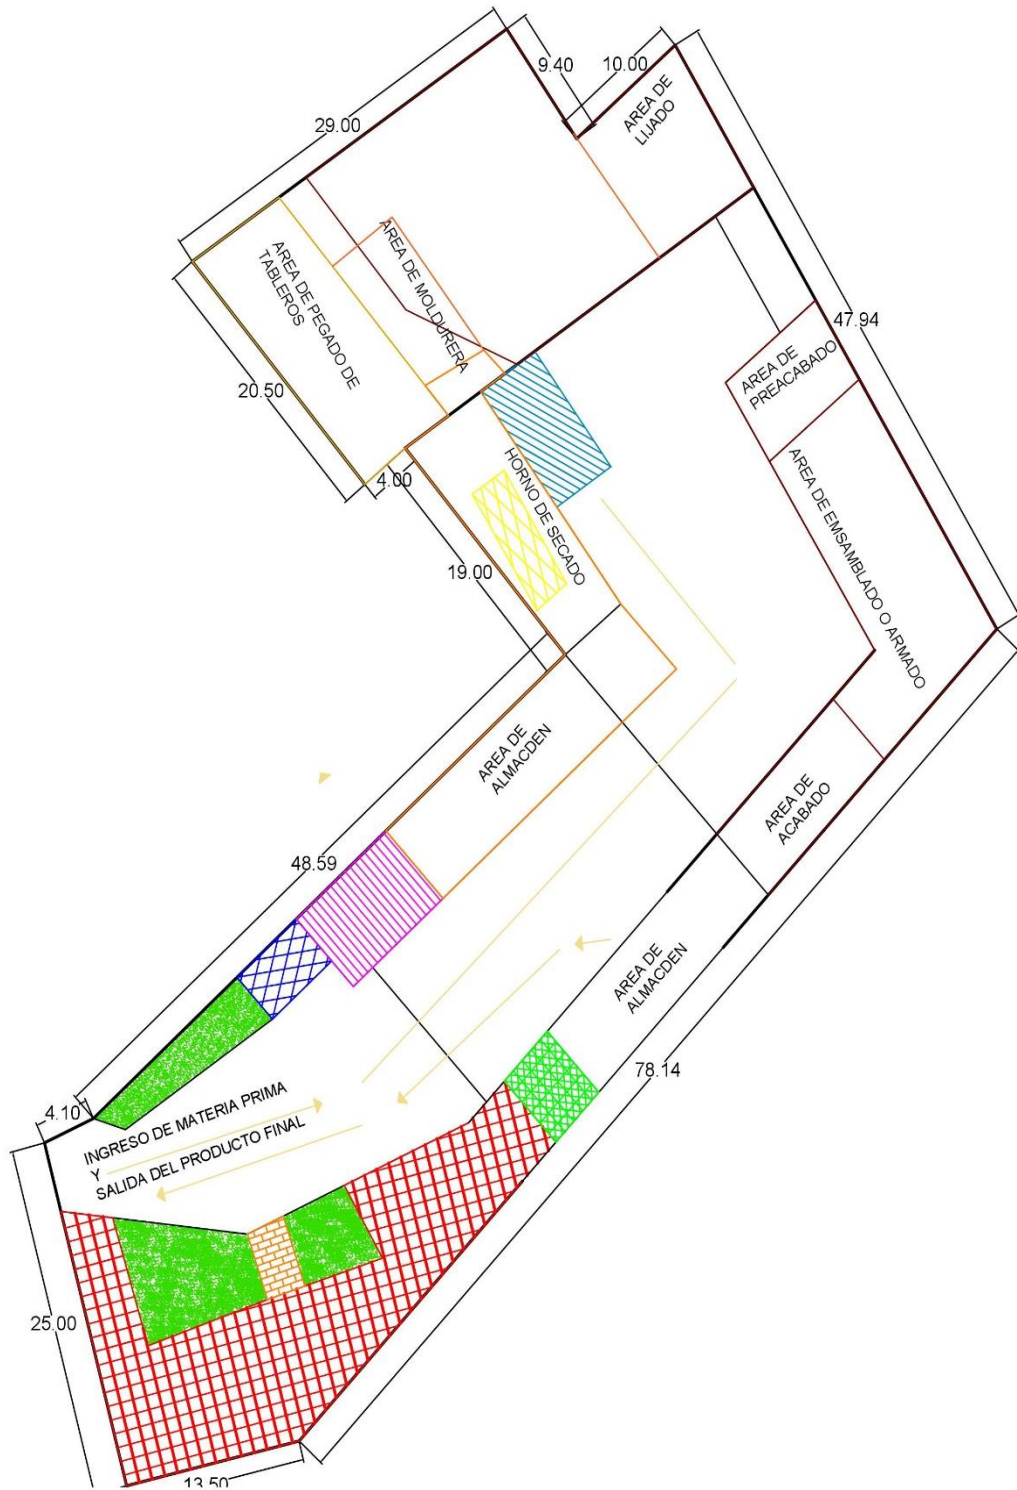 9.40
10.00
29.00
AREA DE
LIJADO
AREA DE PEGADO DE
TABLEROS
AREA DE MOLDURERA
47.94
20.50
AREA DE
PREACABADO
4.00
HORNO DE SECADO
AREA DE EMSAMBLADO O ARMADO
19.00
AREA DE
ALMACDEN
AREA DE
ACABADO
48.59
AREA DE
ALMACDEN
78.14
4.10
INGRESO DE MATERIA PRIMA
Y
SALIDA DEL PRODUCTO FINAL
25.00
13.50